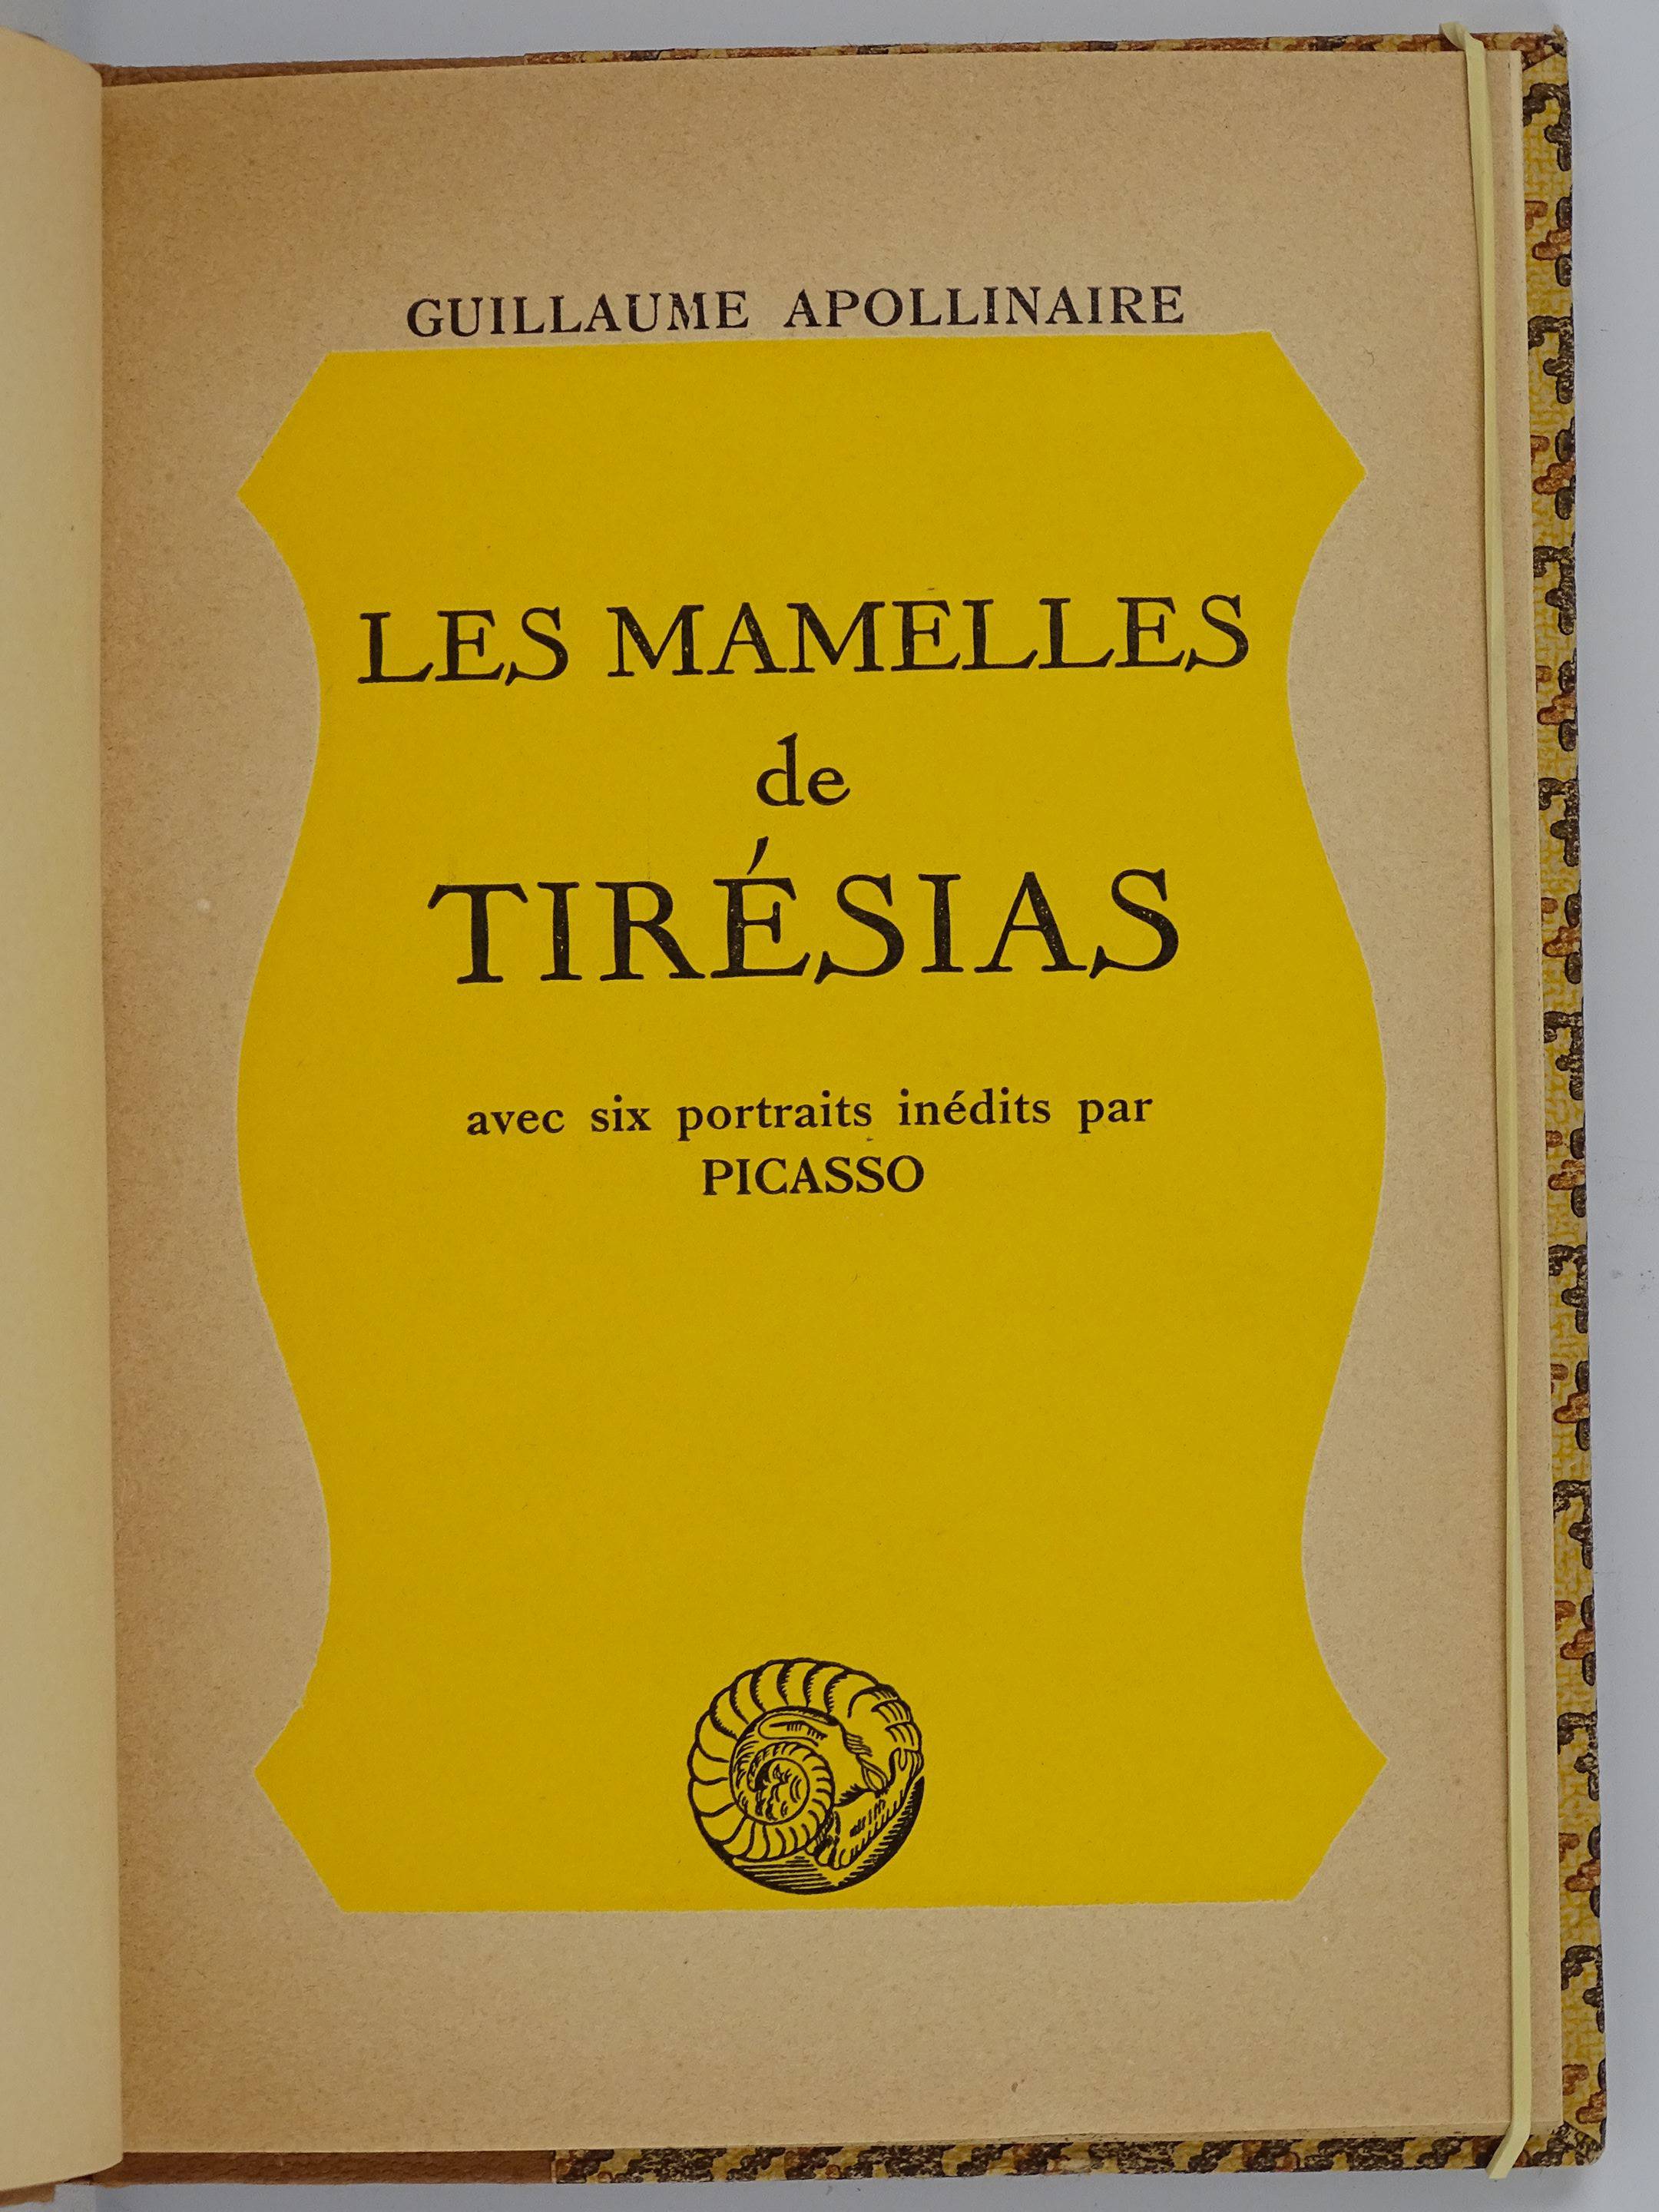 GUILLAUME APOLLINAIRE
LES MAMELLES
de
TIRÉSIAS
avec six portraits inédits par
PICASSO